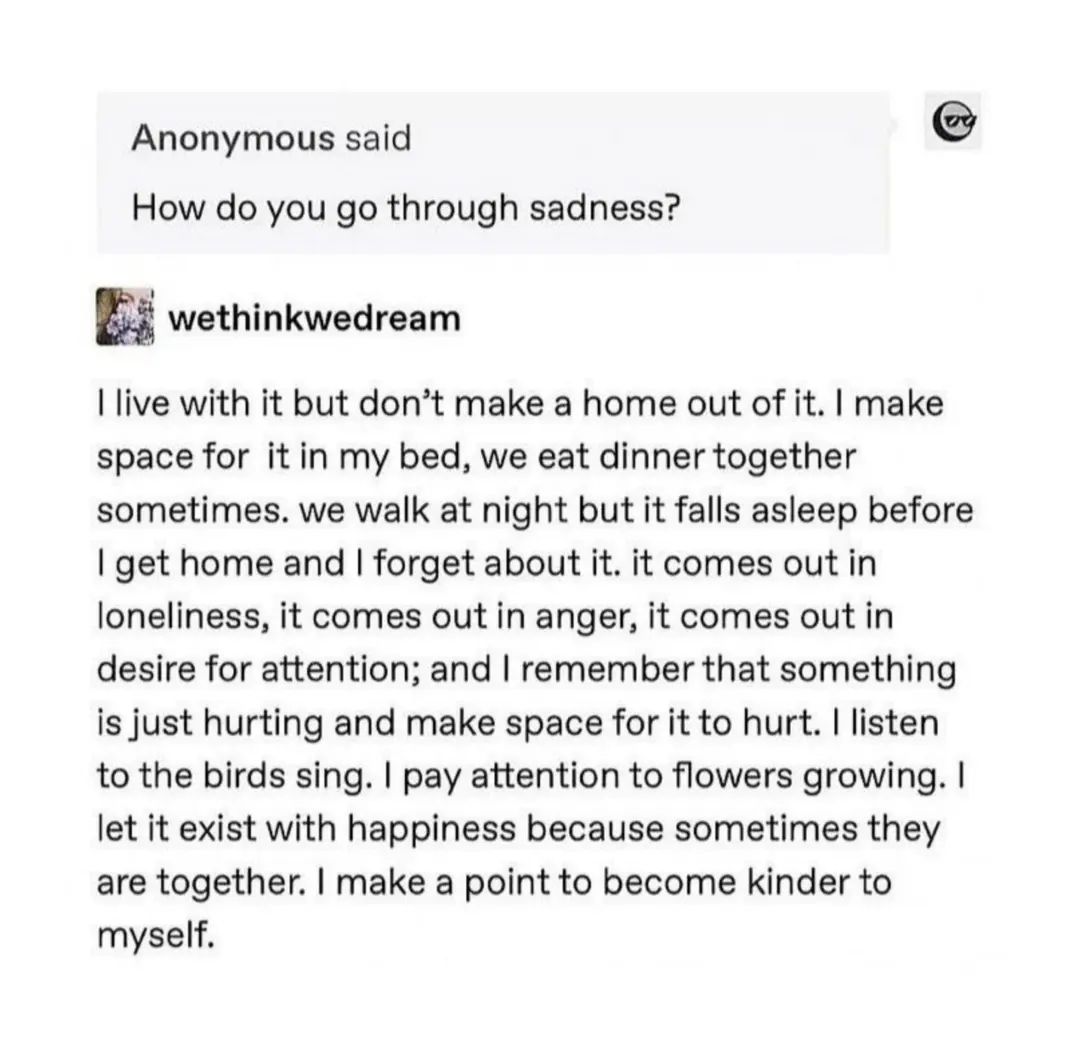 Anonymous said
How do you go through sadness?
wethinkwedream
I live with it but don’t make a home out of it. I make
space for it in my bed, we eat dinner together
sometimes. we walk at night but it falls asleep before
I get home and I forget about it. it comes out in
loneliness, it comes out in anger, it comes out in
desire for attention; and I remember that something
is just hurting and make space for it to hurt. I listen
to the birds sing. I pay attention to flowers growing. I
let it exist with happiness because sometimes they
are together. I make a point to become kinder to
myself.